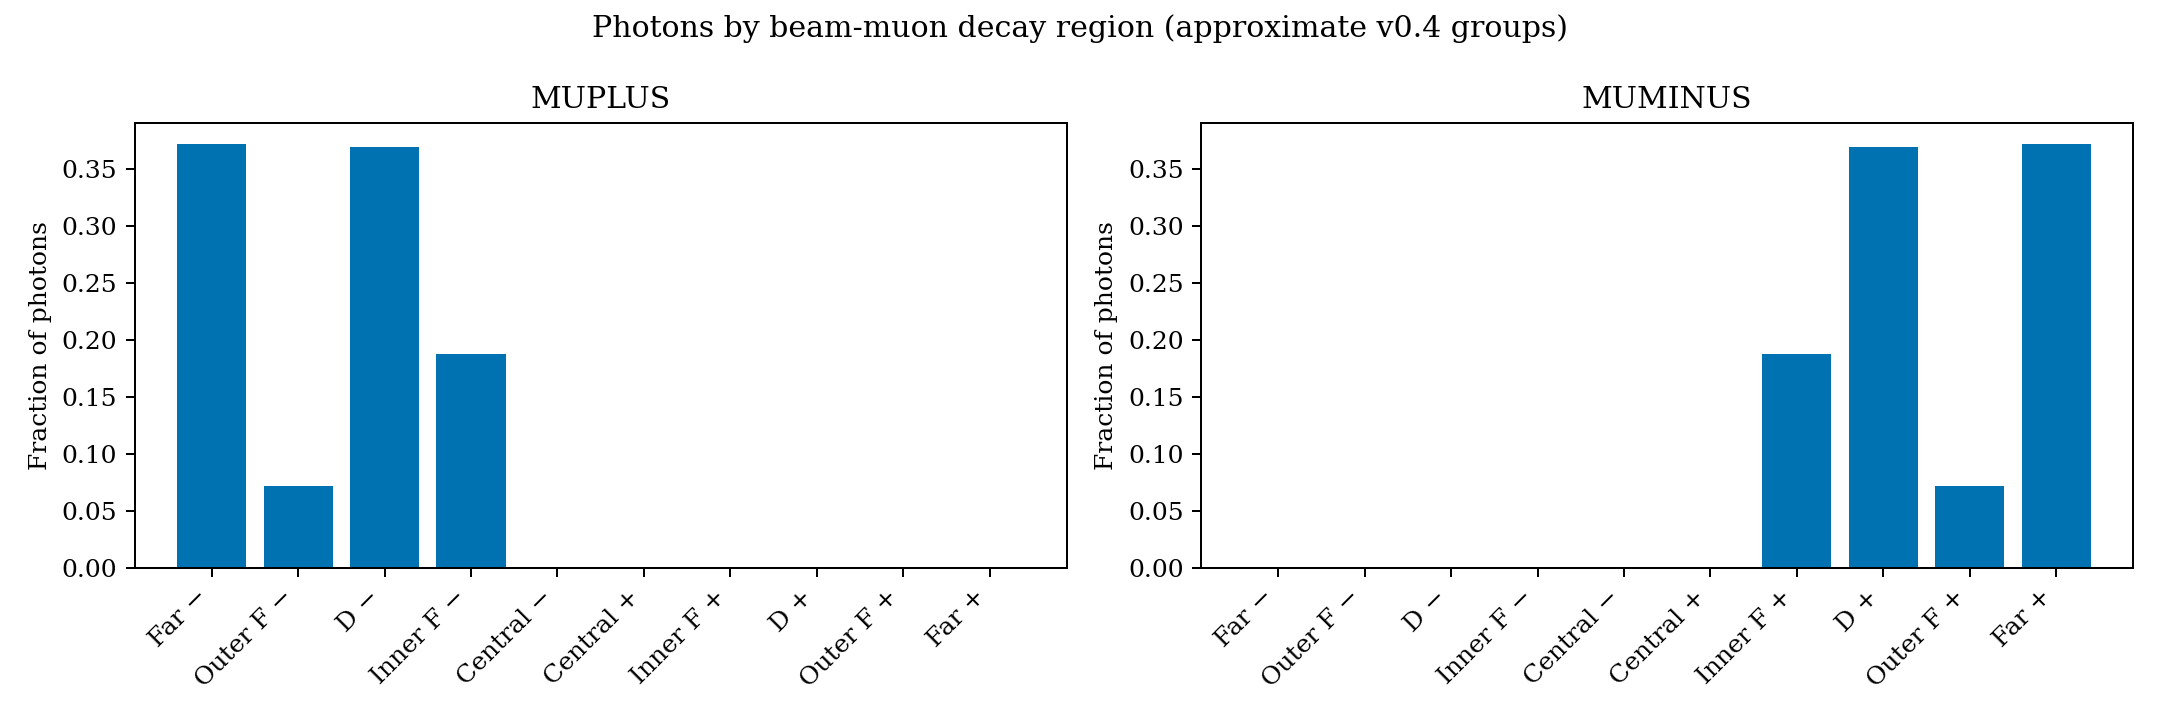 Photons by beam-muon decay region (approximate v0.4 groups)
MUPLUS
Fraction of photons
0.35
0.30
0.25
0.20
0.15
0.10
0.05
0.00
Far −
Outer F −
D −
Inner F −
Central −
Central +
Inner F +
D +
Outer F +
Far +
MUMINUS
Fraction of photons
0.35
0.30
0.25
0.20
0.15
0.10
0.05
0.00
Far −
Outer F −
D −
Inner F −
Central −
Central +
Inner F +
D +
Outer F +
Far +